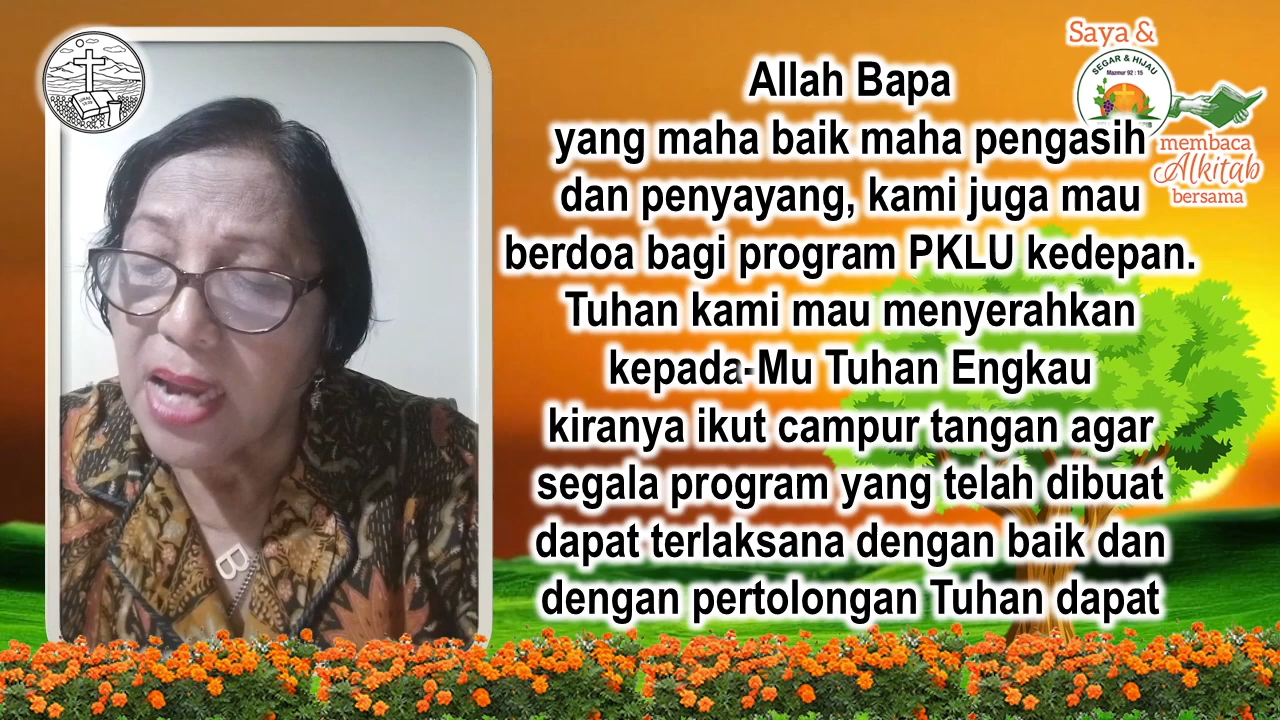 Saya &
SEGAR & HIJAU
Mazmur 92 : 15
membaca
Alkitab
bersama
Allah Bapa
yang maha baik maha pengasih
dan penyayang, kami juga mau
berdoa bagi program PKLU kedepan.
Tuhan kami mau menyerahkan
kepada-Mu Tuhan Engkau
kiranya ikut campur tangan agar
segala program yang telah dibuat
dapat terlaksana dengan baik dan
dengan pertolongan Tuhan dapat
B